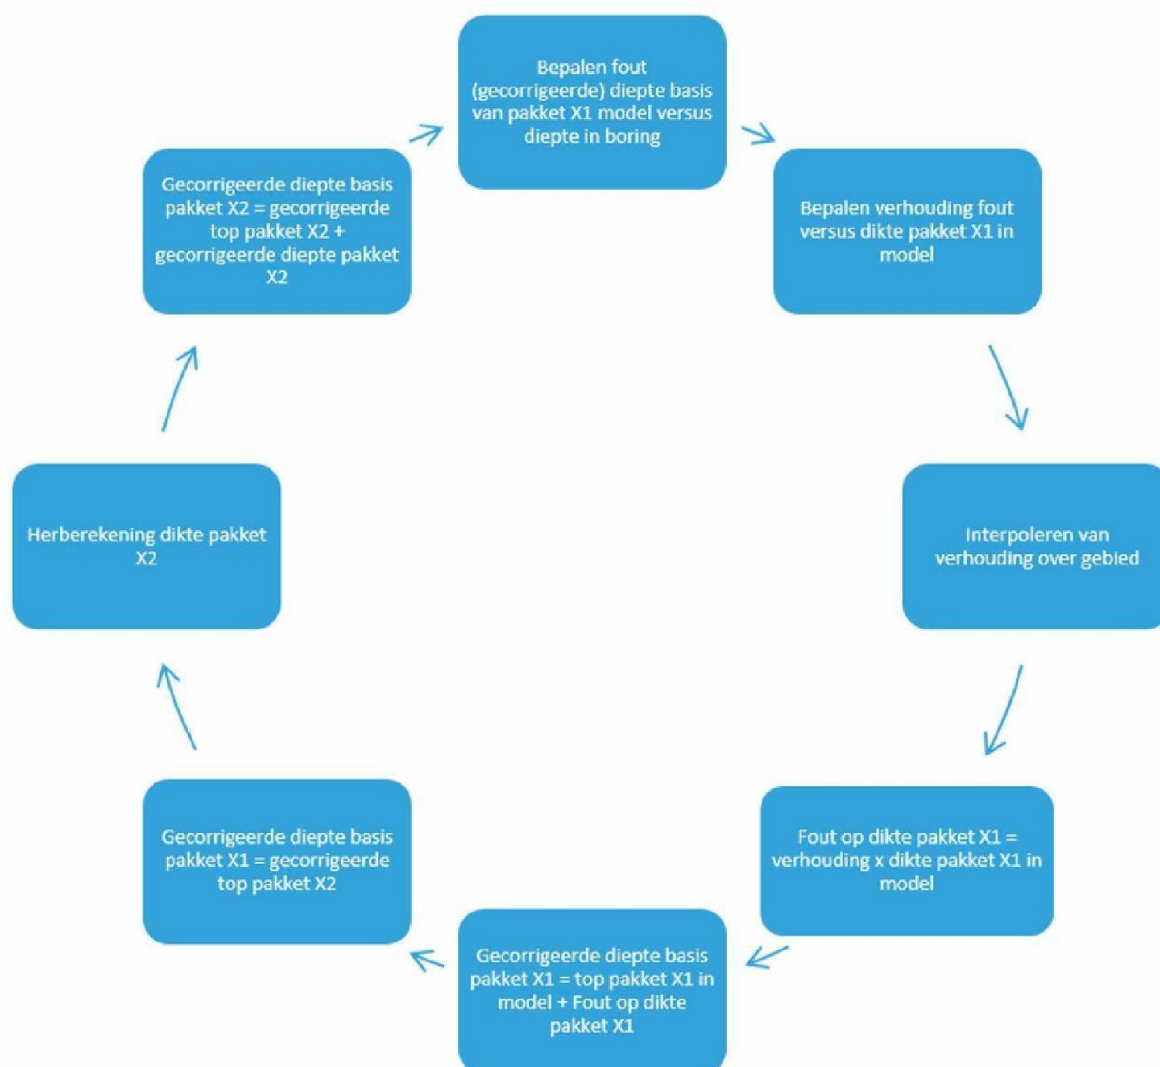 Bepalen fout
(gecorrigeerde) diepte basis
van pakket X1 model versus
diepte in boring
Bepalen verhouding fout
versus dikte pakket X1 in
model
Interpoleren van
verhouding over gebied
Fout op dikte pakket X1 =
verhouding x dikte pakket X1 in
model
Gecorrigeerde diepte basis
pakket X1 = top pakket X1 in
model + Fout op dikte
pakket X1
Gecorrigeerde diepte basis
pakket X1 = gecorrigeerde
top pakket X2
Herberekening dikte pakket
X2
Gecorrigeerde diepte basis
pakket X2 = gecorrigeerde
top pakket X2 +
gecorrigeerde diepte pakket
X2